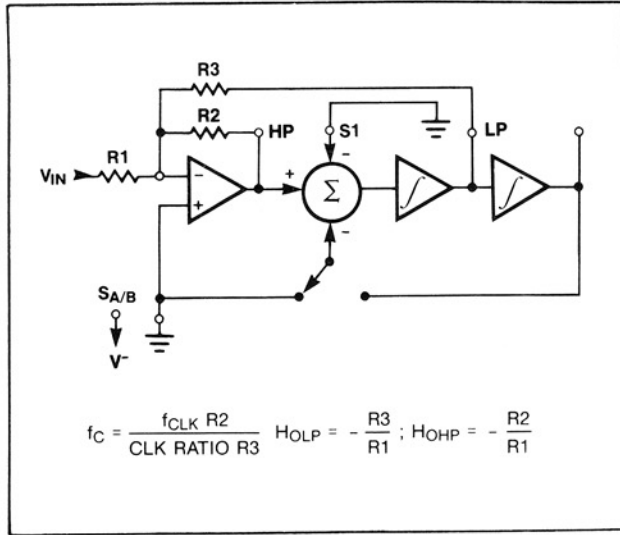 R3
R2
HP
S1
LP
R1
VIN
−
+
+
−
Σ
∫
∫
−
SA/B
V−
fC = fCLK R2 / CLK RATIO R3  HOLP = − R3 / R1 ; HOHP = − R2 / R1